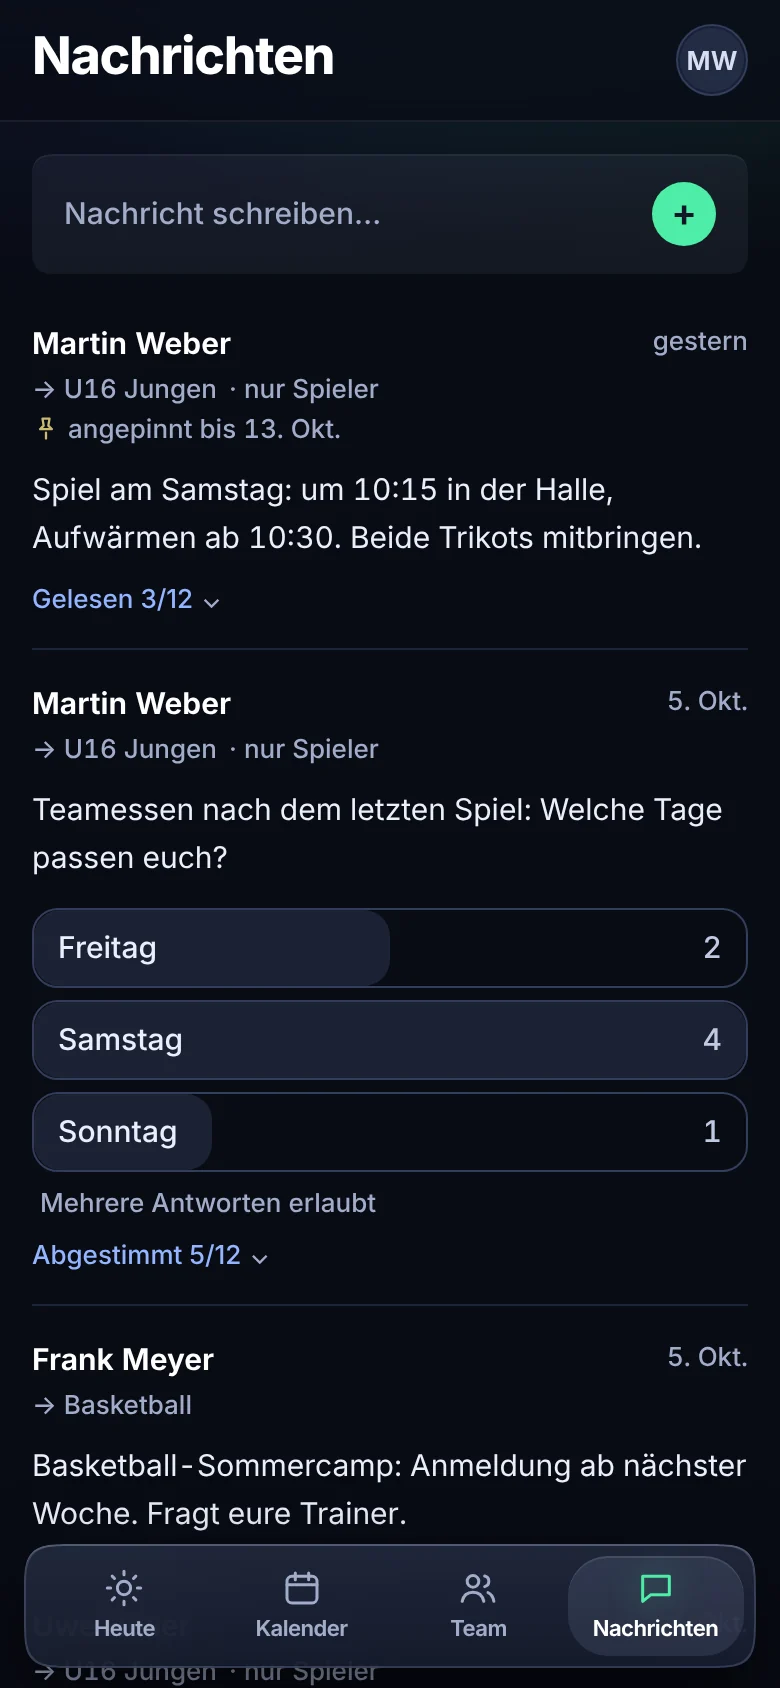 Nachrichten
MW
Nachricht schreiben...
+
Martin Weber
gestern
→ U16 Jungen · nur Spieler
angepinnt bis 13. Okt.
Spiel am Samstag: um 10:15 in der Halle,
Aufwärmen ab 10:30. Beide Trikots mitbringen.
Gelesen 3/12
Martin Weber
5. Okt.
→ U16 Jungen · nur Spieler
Teamessen nach dem letzten Spiel: Welche Tage
passen euch?
Freitag
2
Samstag
4
Sonntag
1
Mehrere Antworten erlaubt
Abgestimmt 5/12
Frank Meyer
5. Okt.
→ Basketball
Basketball-Sommercamp: Anmeldung ab nächster
Woche. Fragt eure Trainer.
Heute
Kalender
Team
Nachrichten
→ U16 Jungen · nur Spieler